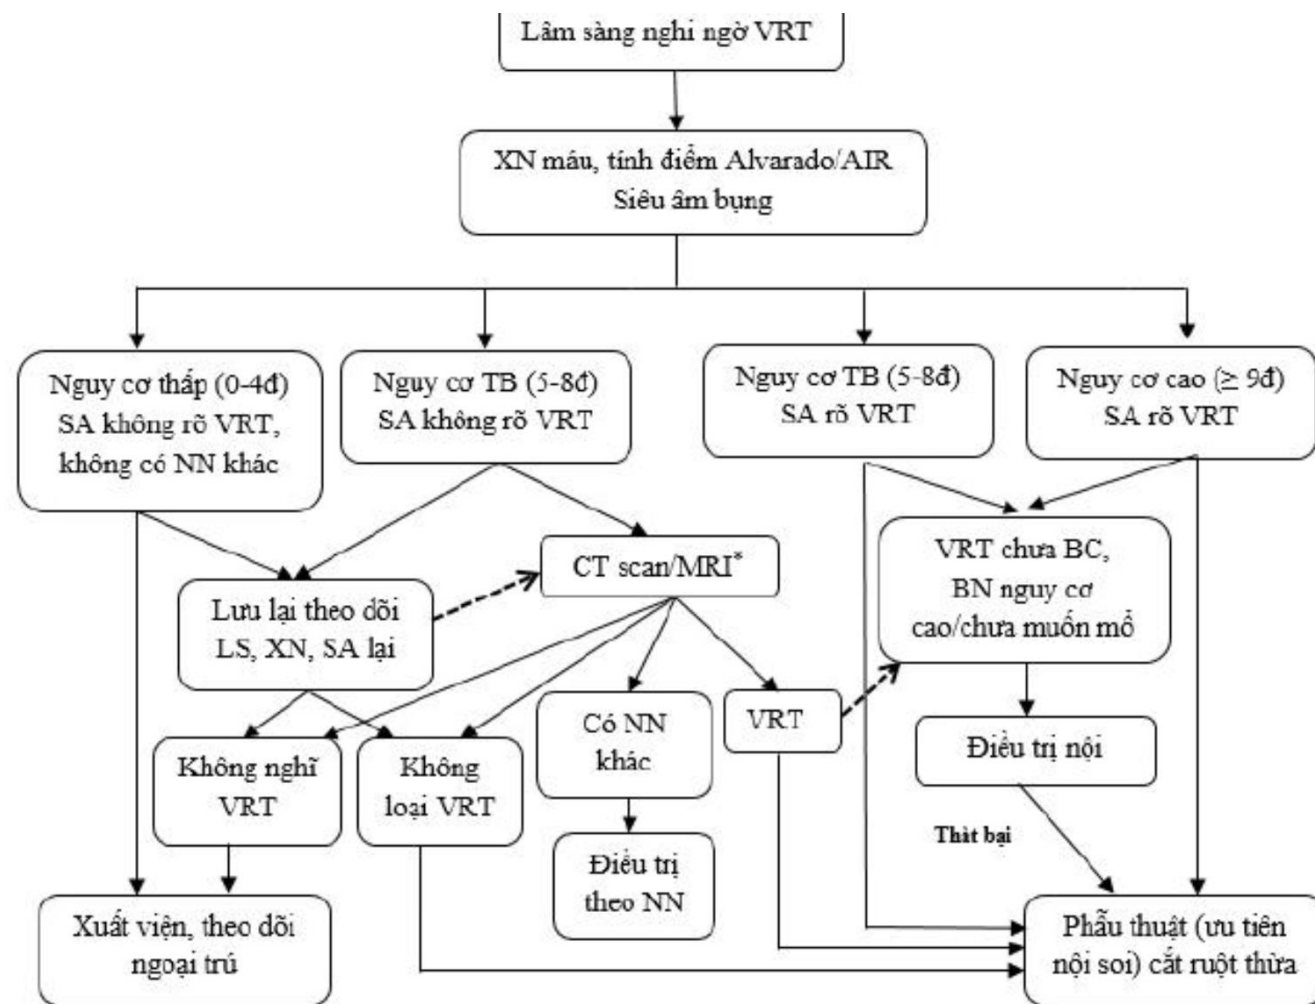 Lâm sàng nghi ngờ VRT
XN máu, tính điểm Alvarado/AIR
Siêu âm bụng
Nguy cơ thấp (0-4đ)
SA không rõ VRT,
không có NN khác
Nguy cơ TB (5-8đ)
SA không rõ VRT
Nguy cơ TB (5-8đ)
SA rõ VRT
Nguy cơ cao (≥ 9đ)
SA rõ VRT
CT scan/MRI*
VRT chưa BC,
BN nguy cơ
cao/chưa muốn mổ
Lưu lại theo dõi
LS, XN, SA lại
Có NN
khác
VRT
Điều trị nội
Không nghĩ
VRT
Không
loại VRT
Thât bại
Điều trị
theo NN
Xuất viện, theo dõi
ngoại trú
Phẫu thuật (ưu tiên
nội soi) cắt ruột thừa